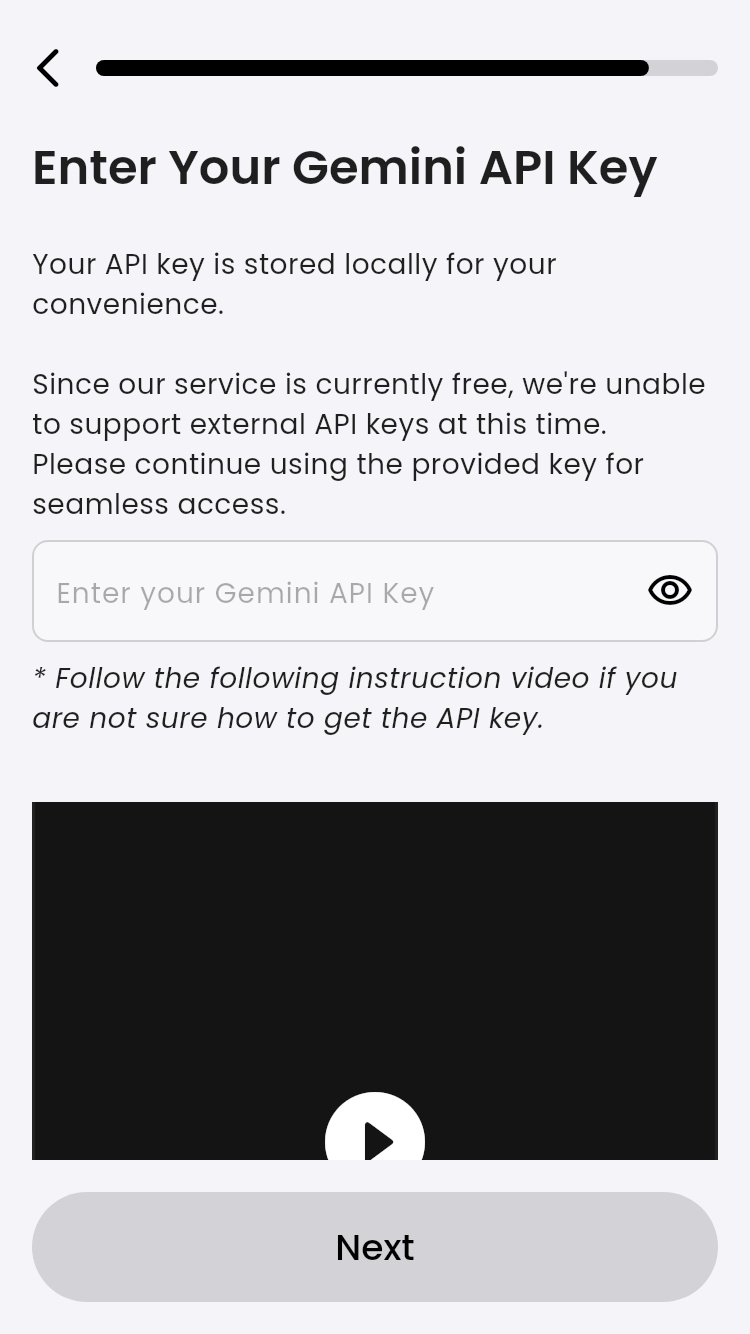 Enter Your Gemini API Key
Your API key is stored locally for your
convenience.
Since our service is currently free, we're unable
to support external API keys at this time.
Please continue using the provided key for
seamless access.
Enter your Gemini API Key
* Follow the following instruction video if you
are not sure how to get the API key.
Next